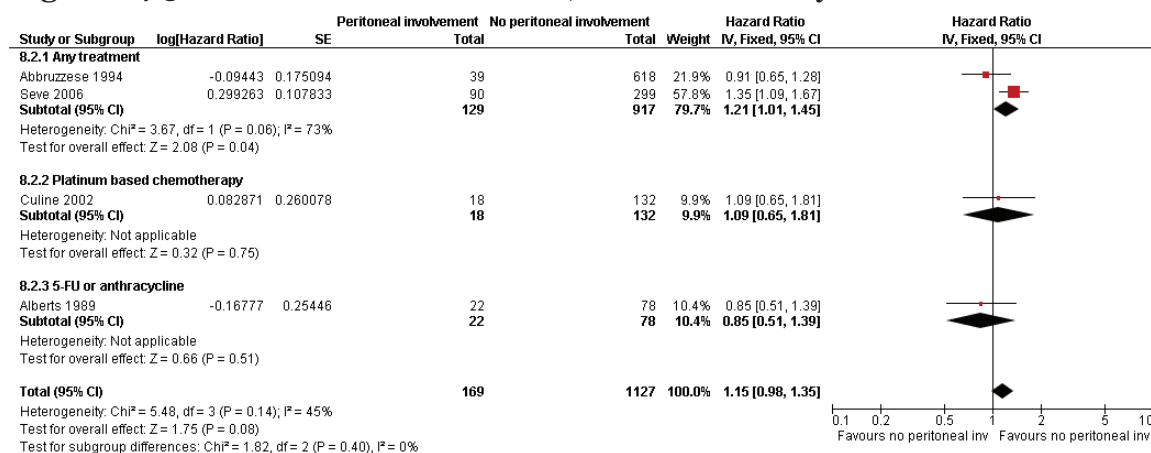 Peritoneal involvement No peritoneal involvement Hazard Ratio Hazard Ratio
Study or Subgroup log[Hazard Ratio] SE Total Total Weight IV, Fixed, 95% CI IV, Fixed, 95% CI
8.2.1 Any treatment
Abbruzzese 1994 -0.09443 0.175094 39 618 21.9% 0.91 [0.65, 1.28]
Seve 2006 0.299263 0.107833 90 299 57.8% 1.35 [1.09, 1.67]
Subtotal (95% CI) 129 917 79.7% 1.21 [1.01, 1.45]
Heterogeneity: Chi² = 3.67, df = 1 (P = 0.06); I² = 73%
Test for overall effect: Z = 2.08 (P = 0.04)
8.2.2 Platinum based chemotherapy
Culine 2002 0.082871 0.260078 18 132 9.9% 1.09 [0.65, 1.81]
Subtotal (95% CI) 18 132 9.9% 1.09 [0.65, 1.81]
Heterogeneity: Not applicable
Test for overall effect: Z = 0.32 (P = 0.75)
8.2.3 5-FU or anthracycline
Alberts 1989 -0.16777 0.25446 22 78 10.4% 0.85 [0.51, 1.39]
Subtotal (95% CI) 22 78 10.4% 0.85 [0.51, 1.39]
Heterogeneity: Not applicable
Test for overall effect: Z = 0.66 (P = 0.51)
Total (95% CI) 169 1127 100.0% 1.15 [0.98, 1.35]
Heterogeneity: Chi² = 5.48, df = 3 (P = 0.14); I² = 45%
Test for overall effect: Z = 1.75 (P = 0.08)
Test for subgroup differences: Chi² = 1.82, df = 2 (P = 0.40), I² = 0%
0.1 0.2 0.5 1 2 5 10
Favours no peritoneal inv Favours no peritoneal inv